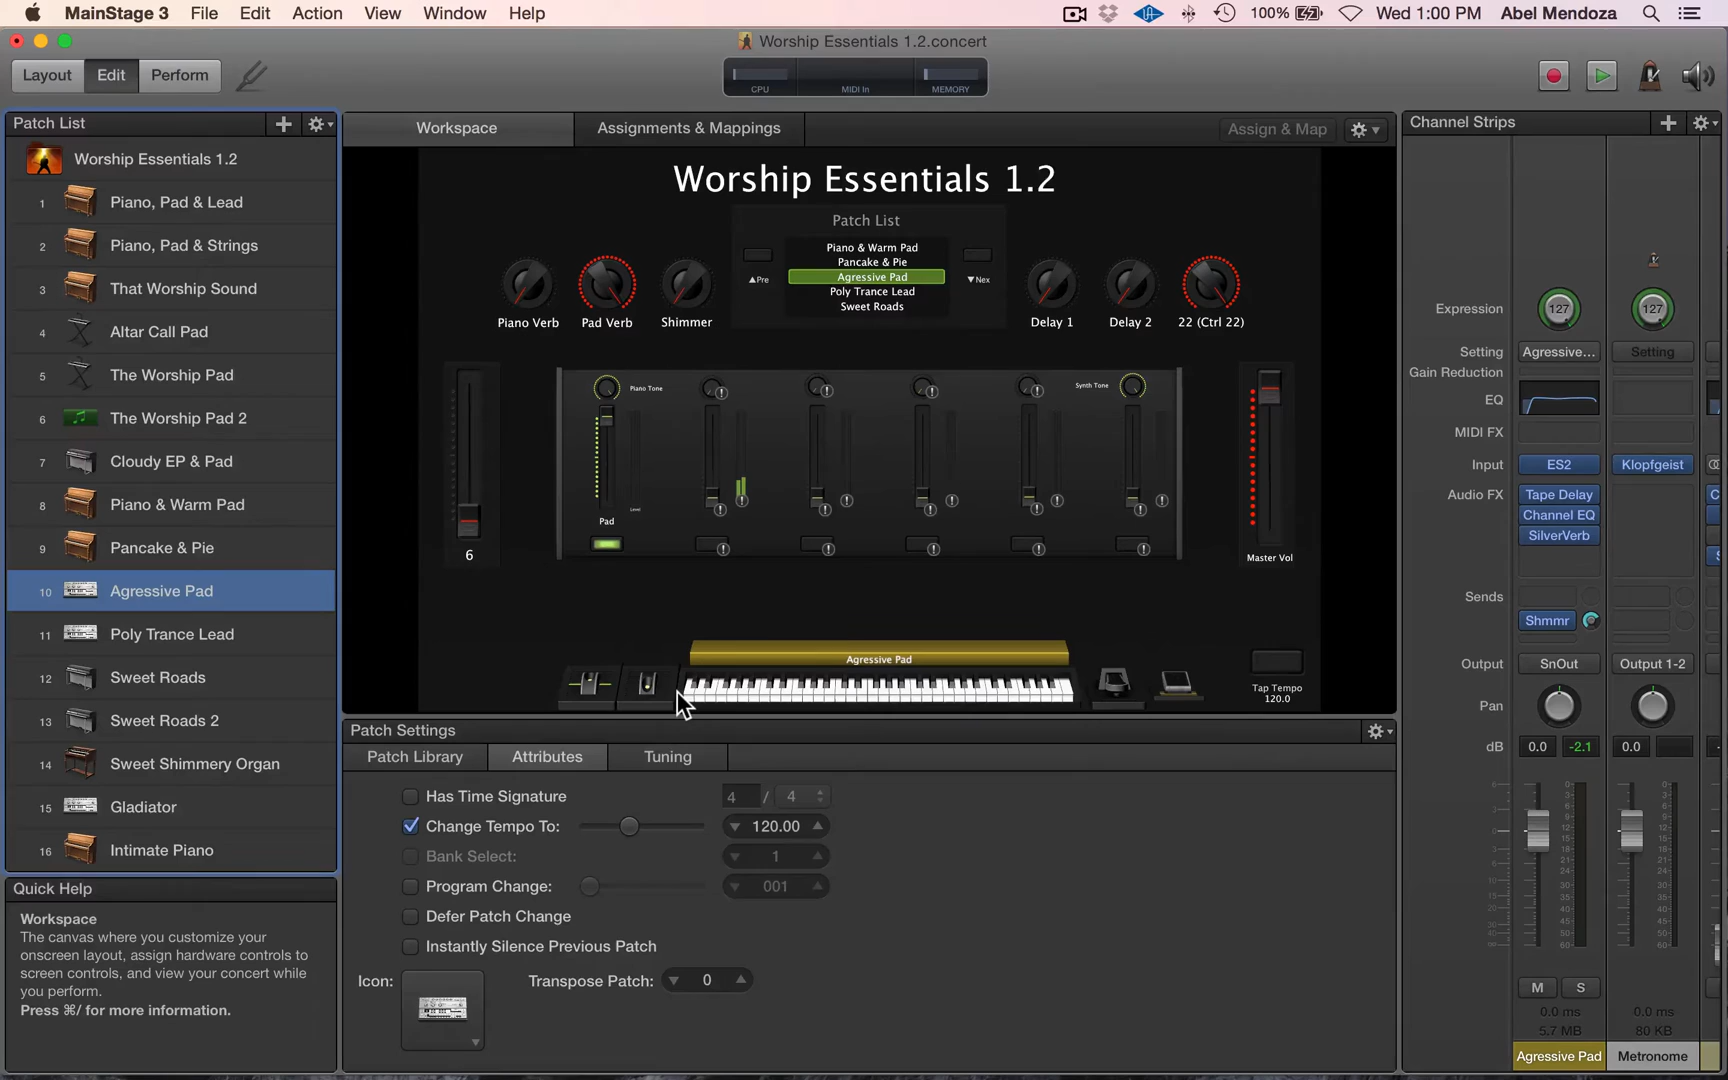 MainStage 3 File Edit Action View Window Help 100% Wed 1:00 PM Abel Mendoza
Worship Essentials 1.2.concert
Layout Edit Perform
CPU MIDI In MEMORY
Patch List
Worship Essentials 1.2
1 Piano, Pad & Lead
2 Piano, Pad & Strings
3 That Worship Sound
4 Altar Call Pad
5 The Worship Pad
6 The Worship Pad 2
7 Cloudy EP & Pad
8 Piano & Warm Pad
9 Pancake & Pie
10 Agressive Pad
11 Poly Trance Lead
12 Sweet Roads
13 Sweet Roads 2
14 Sweet Shimmery Organ
15 Gladiator
16 Intimate Piano
Quick Help
Workspace
The canvas where you customize your
onscreen layout, assign hardware controls to
screen controls, and view your concert while
you perform.
Press ⌘/ for more information.
Workspace Assignments & Mappings Assign & Map
Worship Essentials 1.2
Patch List
Piano & Warm Pad
Pancake & Pie
Agressive Pad
Poly Trance Lead
Sweet Roads
▲Pre ▼Nex
Piano Verb Pad Verb Shimmer Delay 1 Delay 2 22 (Ctrl 22)
Piano Tone Synth Tone
Level
Pad
6
Master Vol
Agressive Pad
Tap Tempo
120.0
Patch Settings
Patch Library Attributes Tuning
Has Time Signature 4 / 4
Change Tempo To: 120.00
Bank Select: 1
Program Change: 001
Defer Patch Change
Instantly Silence Previous Patch
Icon: Transpose Patch: 0
Channel Strips
Expression 127 127
Setting Agressive... Setting
Gain Reduction
EQ
MIDI FX
Input ES2 Klopfgeist
Audio FX Tape Delay
Channel EQ
SilverVerb
Sends
Shmmr
Output SnOut Output 1-2
Pan
dB 0.0 -2.1 0.0
M S
0.0 ms 0.0 ms
5.7 MB 80 KB
Agressive Pad Metronome